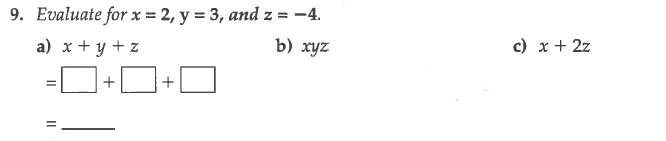 9. Evaluate for x = 2, y = 3, and z = −4.
a) x + y + z b) xyz c) x + 2z
= + +
=